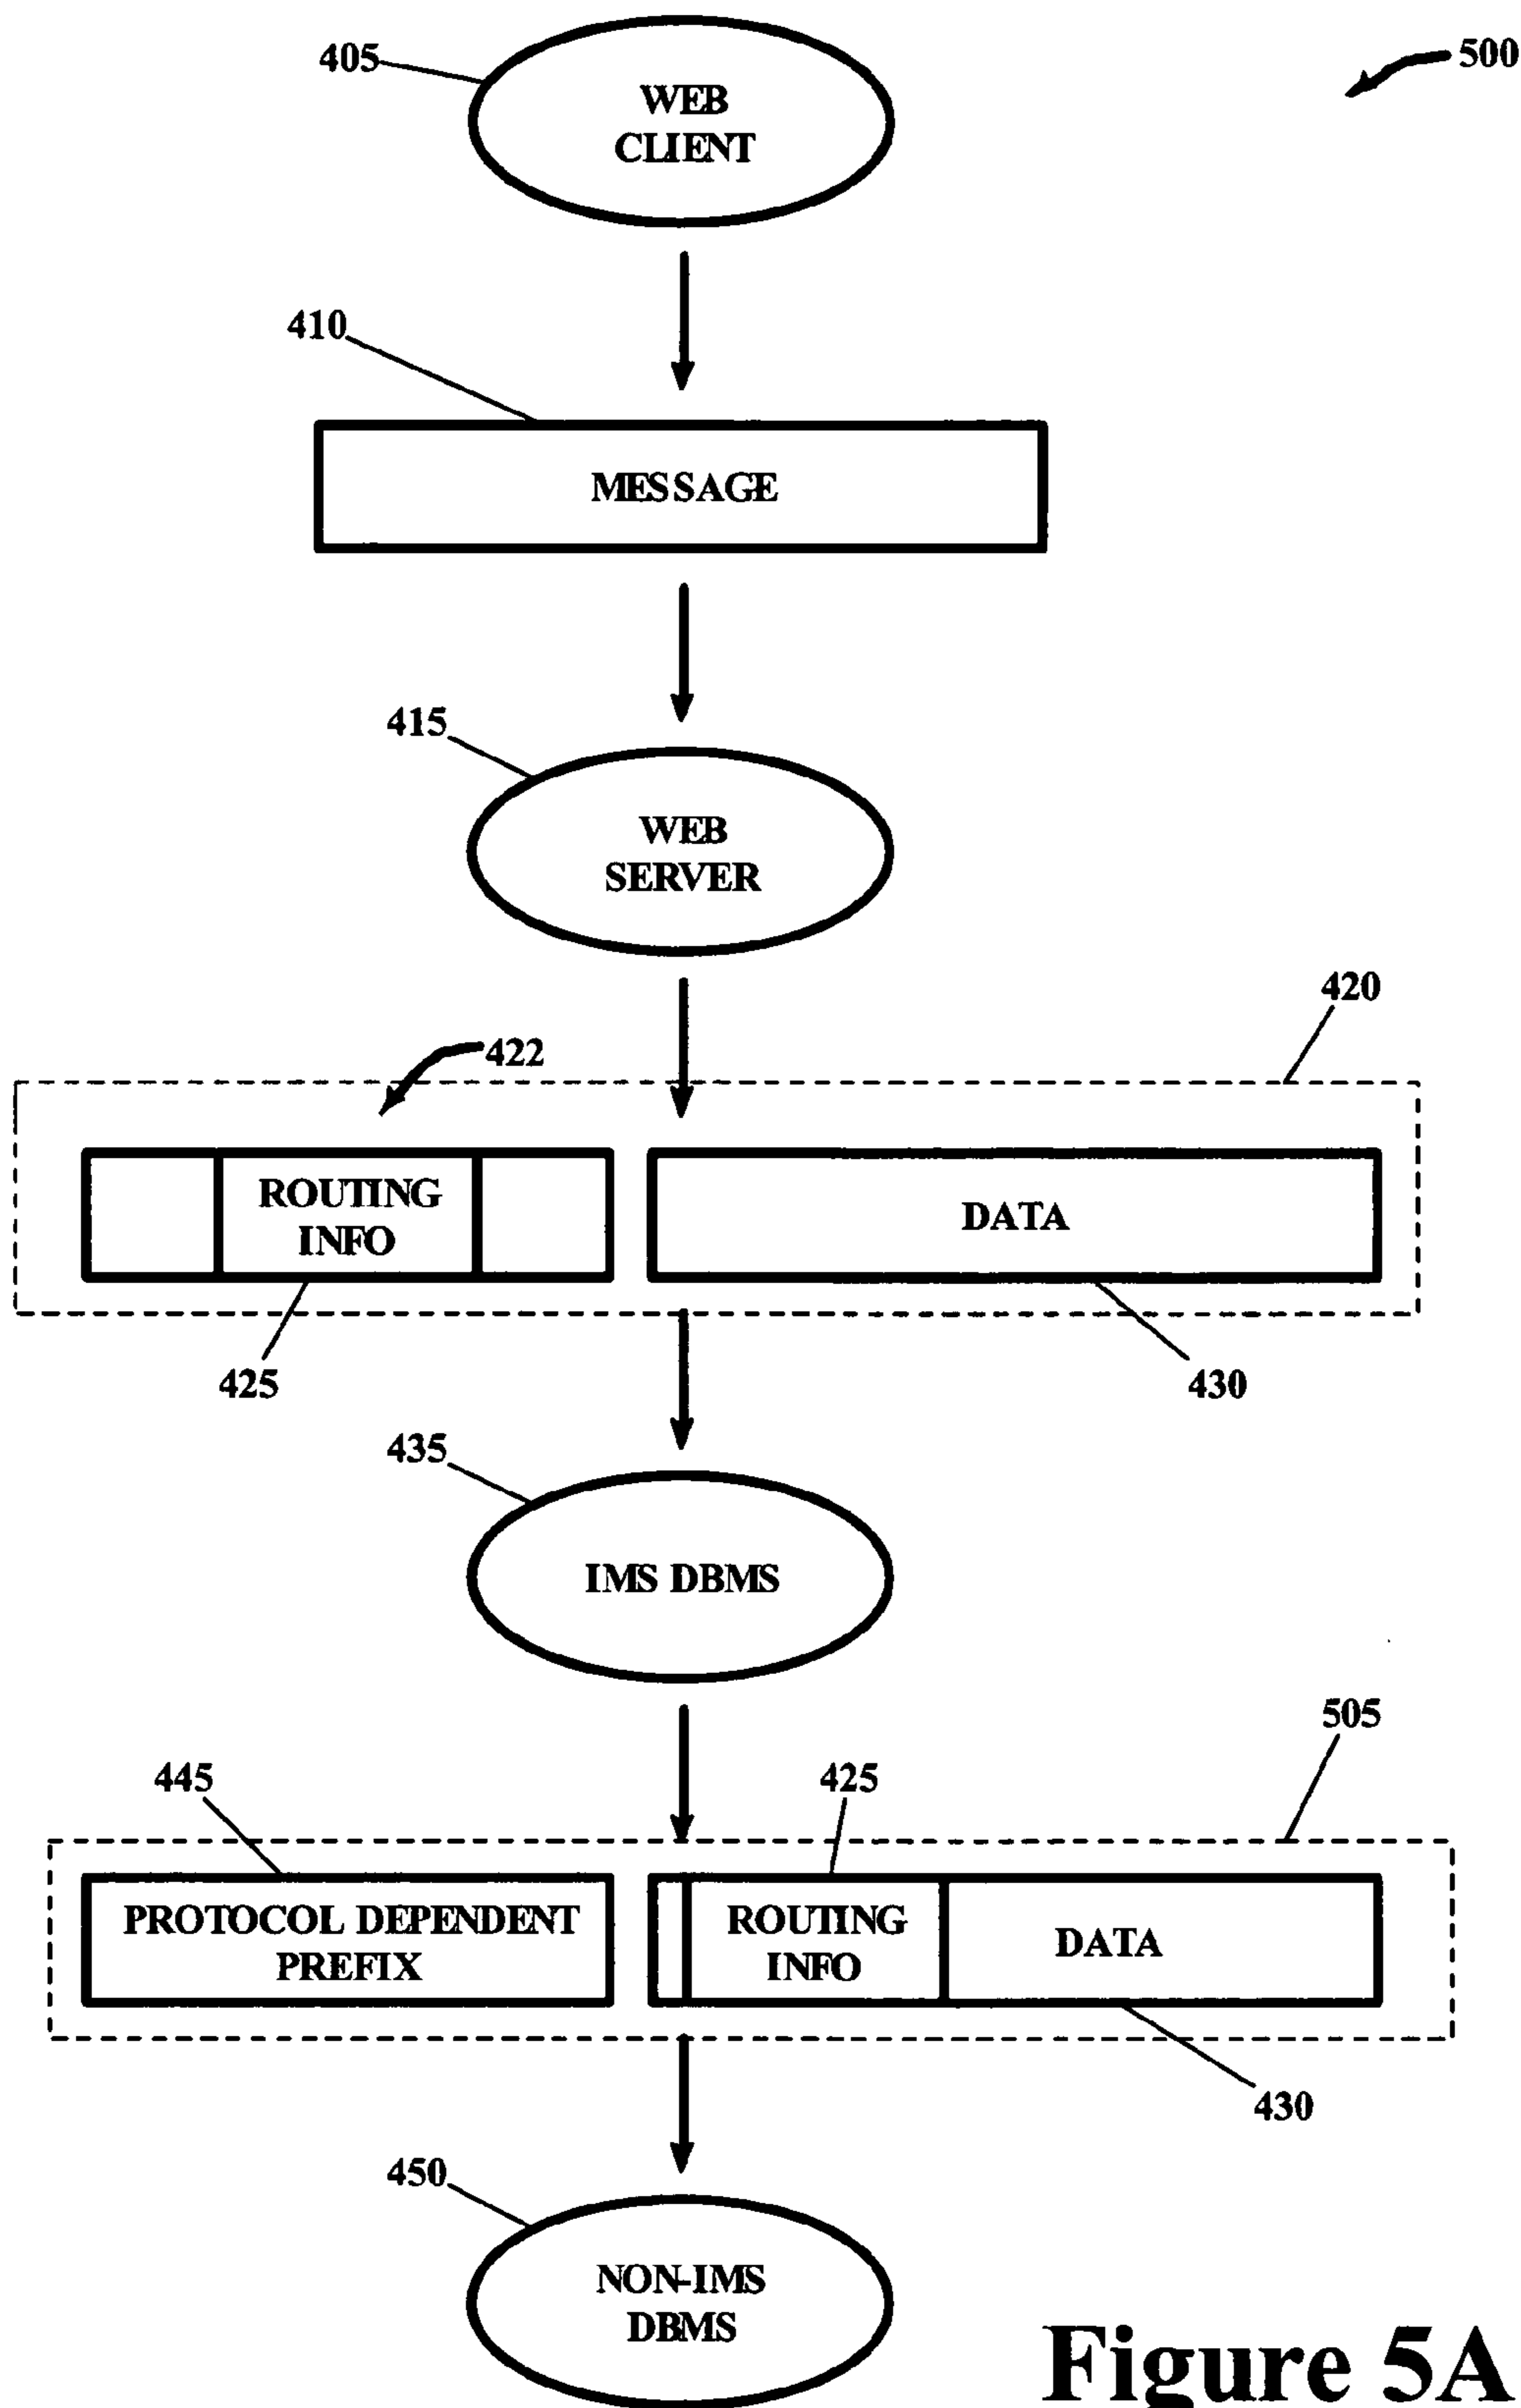 405
500
WEB
CLIENT
410
MESSAGE
415
WEB
SERVER
420
422
ROUTING
INFO
DATA
425
430
435
IMS DBMS
505
445
425
PROTOCOL DEPENDENT
PREFIX
ROUTING
INFO
DATA
430
450
NON-IMS
DBMS
Figure 5A